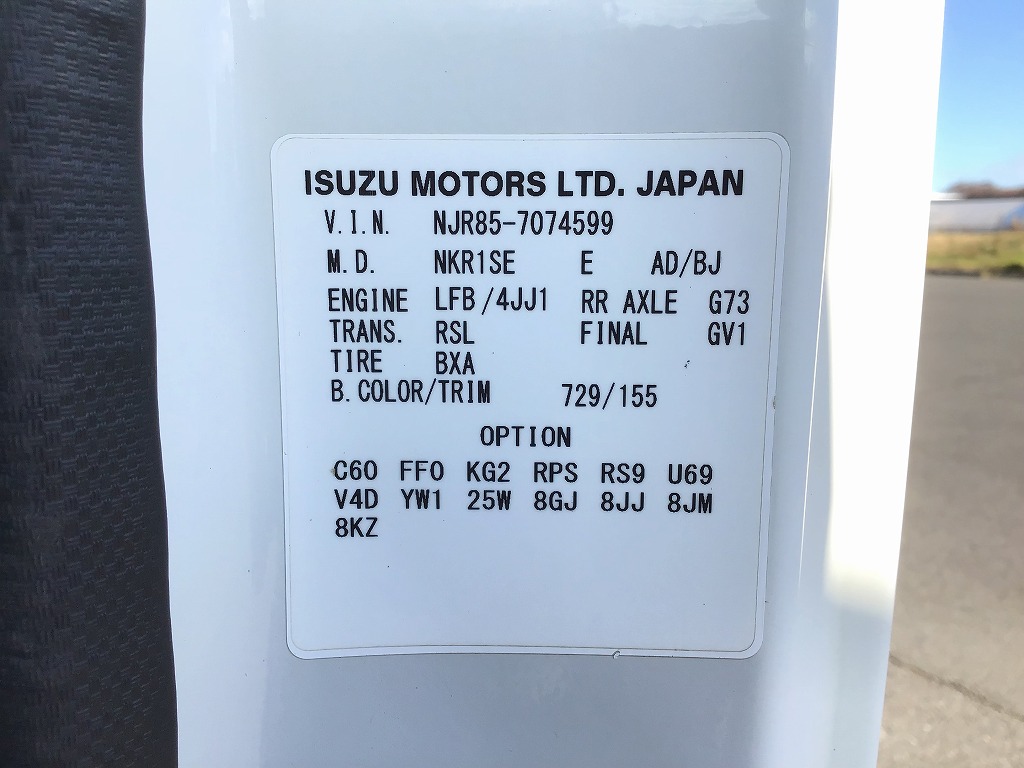 ISUZU MOTORS LTD. JAPAN
V.I.N. NJR85-7074599
M.D. NKR1SE E AD/BJ
ENGINE LFB/4JJ1 RR AXLE G73
TRANS. RSL FINAL GV1
TIRE BXA
B.COLOR/TRIM 729/155
OPTION
C60 FF0 KG2 RPS RS9 U69
V4D YW1 25W 8GJ 8JJ 8JM
8KZ